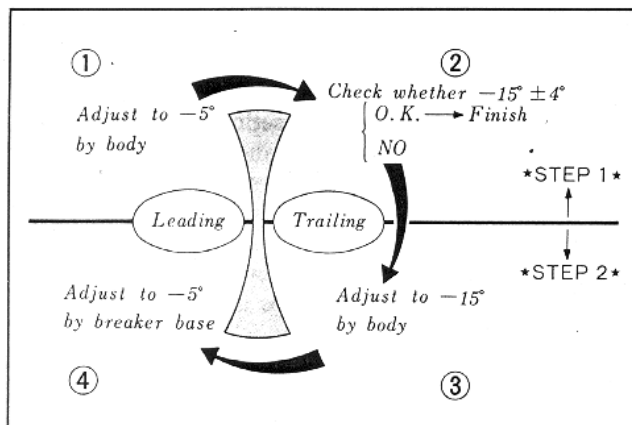 ①
②
Adjust to −5°
by body
Check whether −15° ±4°
O. K. → Finish
NO
Leading
Trailing
★STEP 1★
★STEP 2★
Adjust to −5°
by breaker base
Adjust to −15°
by body
④
③